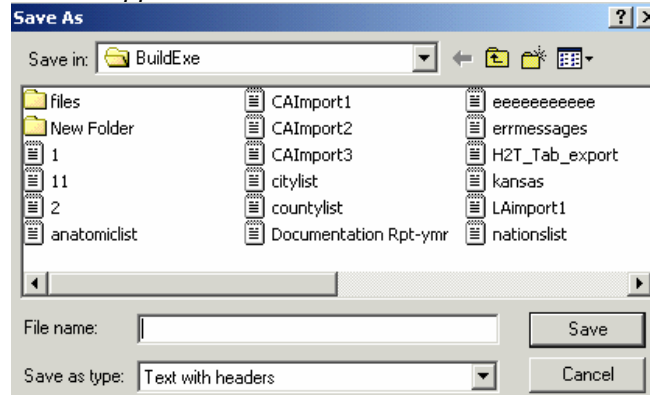 Save As
Save in: BuildExe
files CAImport1 eeeeeeeeeee
New Folder CAImport2 errmessages
1 CAImport3 H2T_Tab_export
11 citylist kansas
2 countylist LAimport1
anatomiclist Documentation Rpt-ymr nationslist
File name: Save
Save as type: Text with headers Cancel